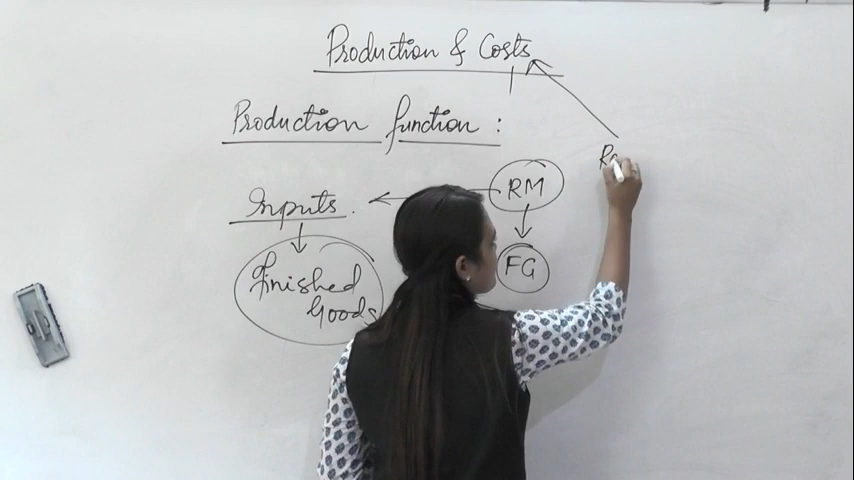 Production & Costs
Production function :
Inputs.
RM
FG
Finished
Goods